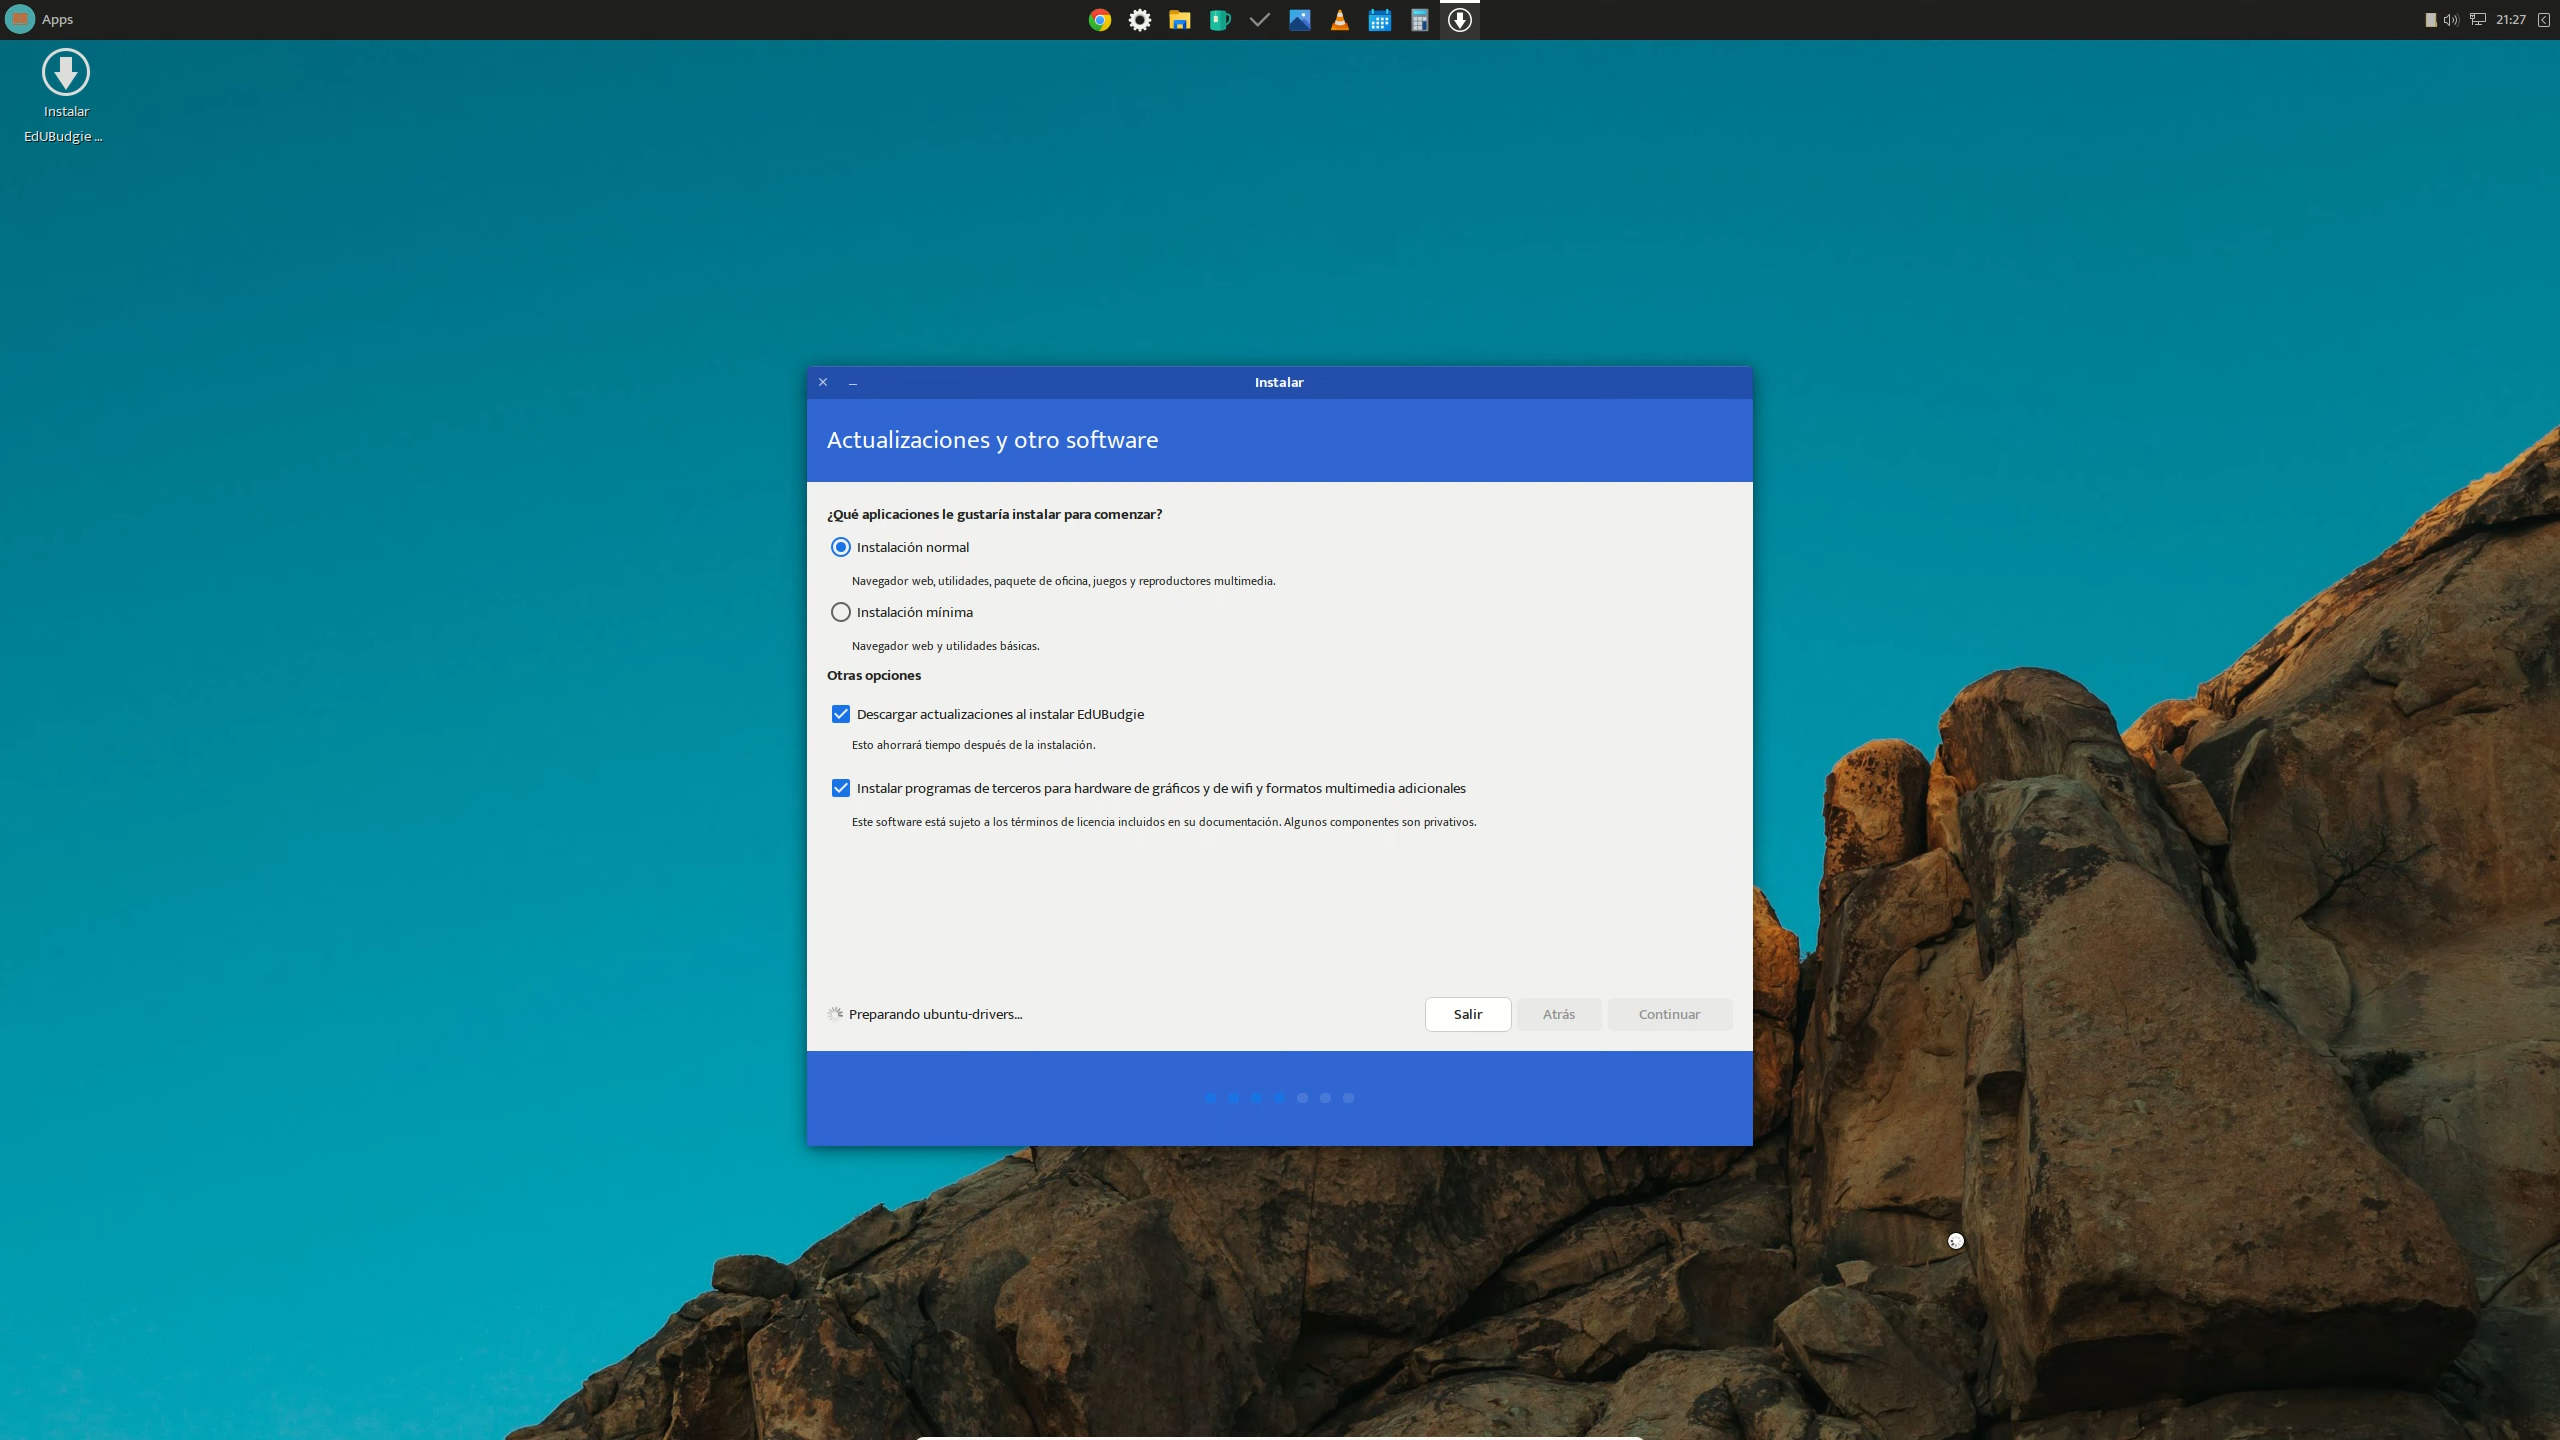 Apps
21:27
Instalar
EdUBudgie ...
Instalar
Actualizaciones y otro software
¿Qué aplicaciones le gustaría instalar para comenzar?
Instalación normal
Navegador web, utilidades, paquete de oficina, juegos y reproductores multimedia.
Instalación mínima
Navegador web y utilidades básicas.
Otras opciones
Descargar actualizaciones al instalar EdUBudgie
Esto ahorrará tiempo después de la instalación.
Instalar programas de terceros para hardware de gráficos y de wifi y formatos multimedia adicionales
Este software está sujeto a los términos de licencia incluidos en su documentación. Algunos componentes son privativos.
Preparando ubuntu-drivers...
Salir
Atrás
Continuar